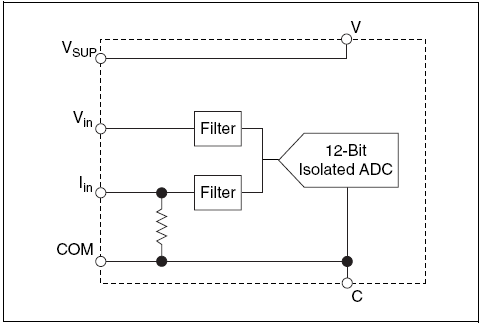 V
VSUP
Vin
Filter
12-Bit
Isolated ADC
Iin
Filter
COM
C